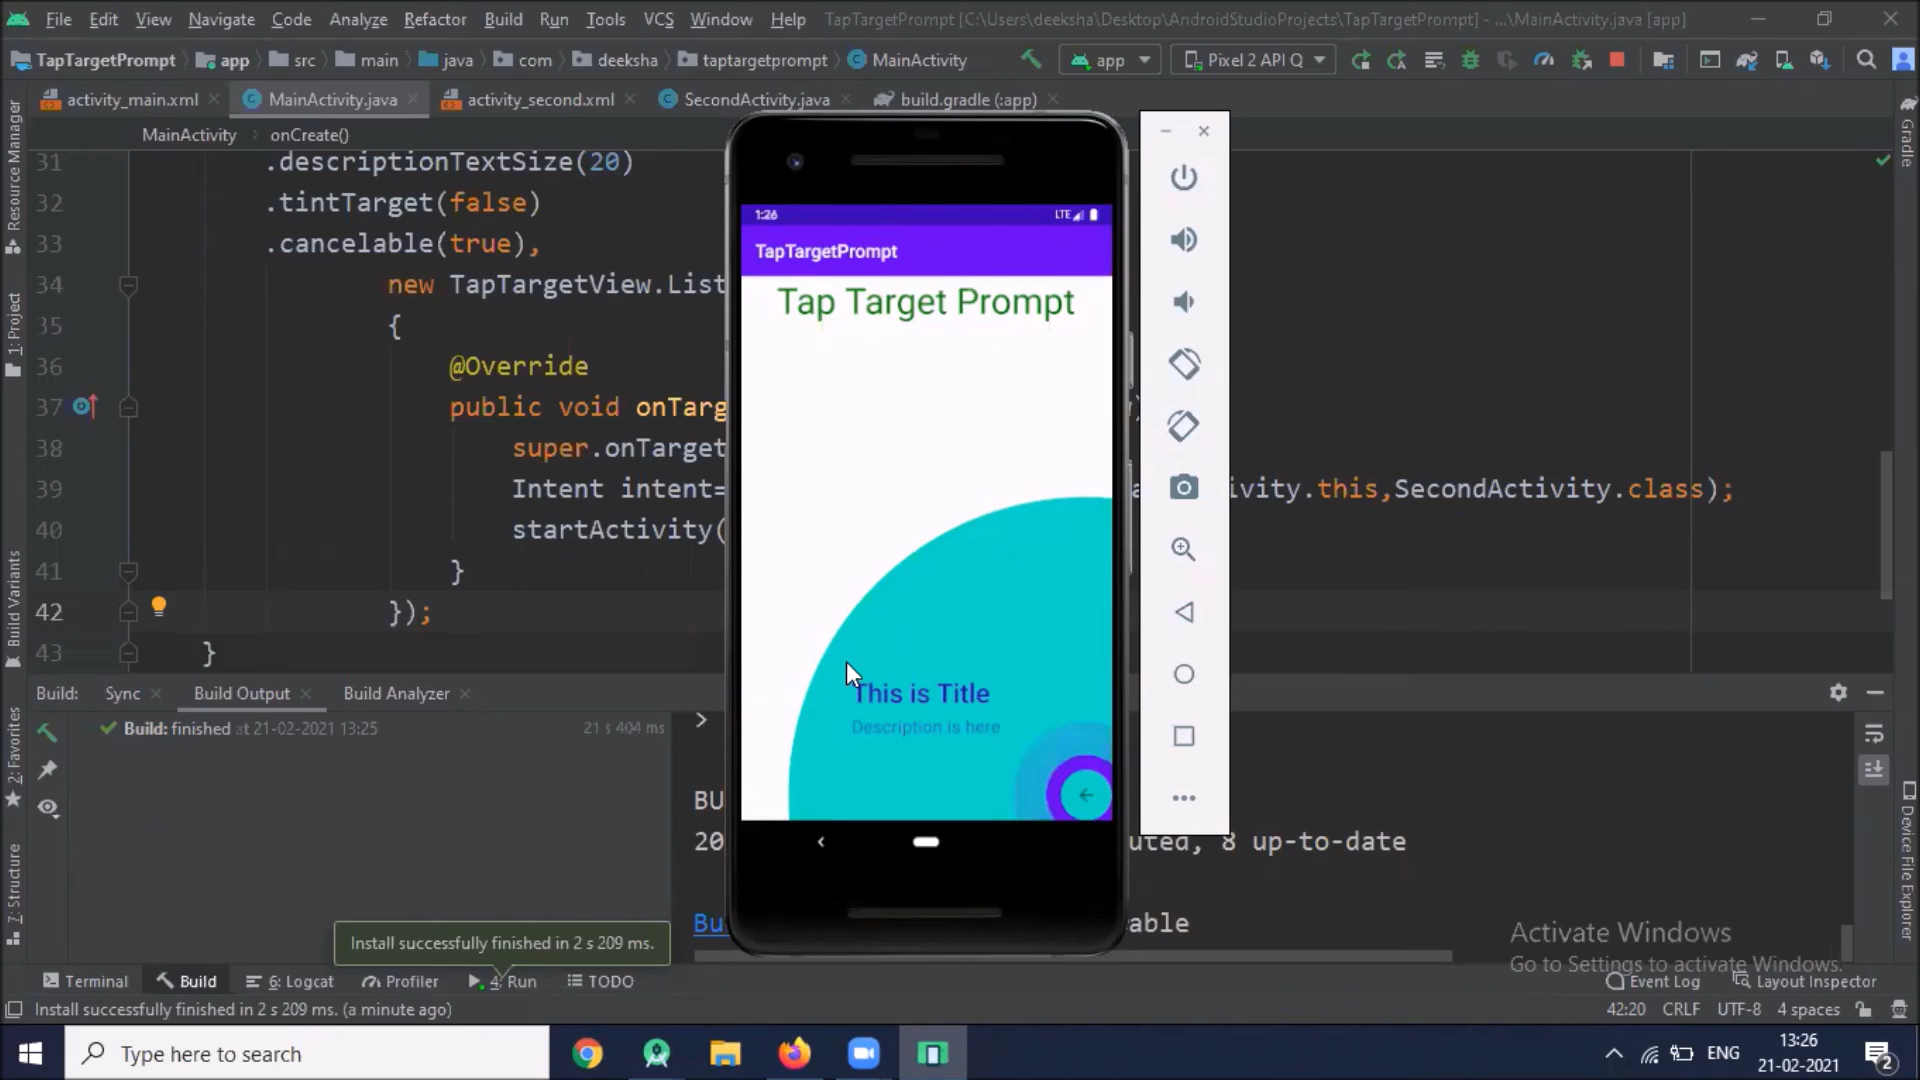 File Edit View Navigate Code Analyze Refactor Build Run Tools VCS Window Help TapTargetPrompt [C:\Users\deeksha\Desktop\AndroidStudioProjects\TapTargetPrompt] - ...\MainActivity.java [app]
TapTargetPrompt app src main java com deeksha taptargetprompt MainActivity app Pixel 2 API Q
activity_main.xml MainActivity.java activity_second.xml SecondActivity.java build.gradle (:app)
MainActivity onCreate()
31 .descriptionTextSize(20)
32 .tintTarget(false)
33 .cancelable(true),
34 new TapTargetView.List
35 {
36 @Override
37 public void onTarg
38 super.onTarget
39 Intent intent= ivity.this,SecondActivity.class);
40 startActivity(
41 }
42 });
43 }
Resource Manager
1: Project
Build Variants
2: Favorites
7: Structure
Gradle
Device File Explorer
1:26 LTE
TapTargetPrompt
Tap Target Prompt
This is Title
Description is here
Build: Sync Build Output Build Analyzer
Build: finished at 21-02-2021 13:25 21 s 404 ms
BU
20 uted, 8 up-to-date
Bu able
Install successfully finished in 2 s 209 ms.
Activate Windows
Go to Settings to activate Windows.
Terminal Build 6: Logcat Profiler 4: Run TODO Event Log Layout Inspector
Install successfully finished in 2 s 209 ms. (a minute ago) 42:20 CRLF UTF-8 4 spaces
Type here to search ENG 13:26
21-02-2021 2